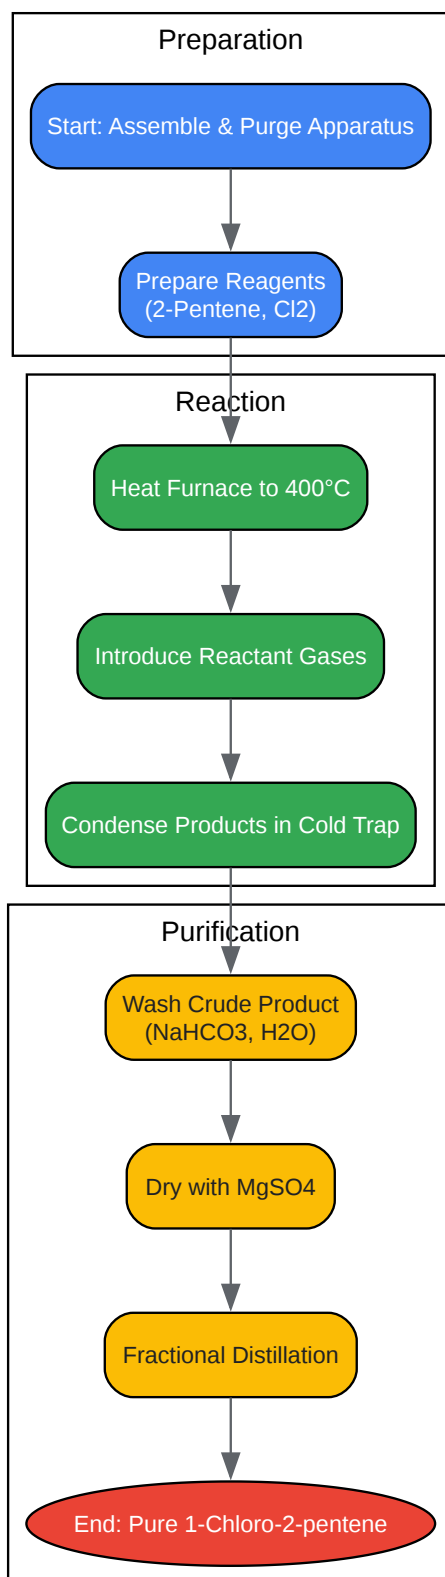 Preparation
Start: Assemble & Purge Apparatus
Prepare Reagents
(2-Pentene, Cl2)
Reaction
Heat Furnace to 400°C
Introduce Reactant Gases
Condense Products in Cold Trap
Purification
Wash Crude Product
(NaHCO3, H2O)
Dry with MgSO4
Fractional Distillation
End: Pure 1-Chloro-2-pentene